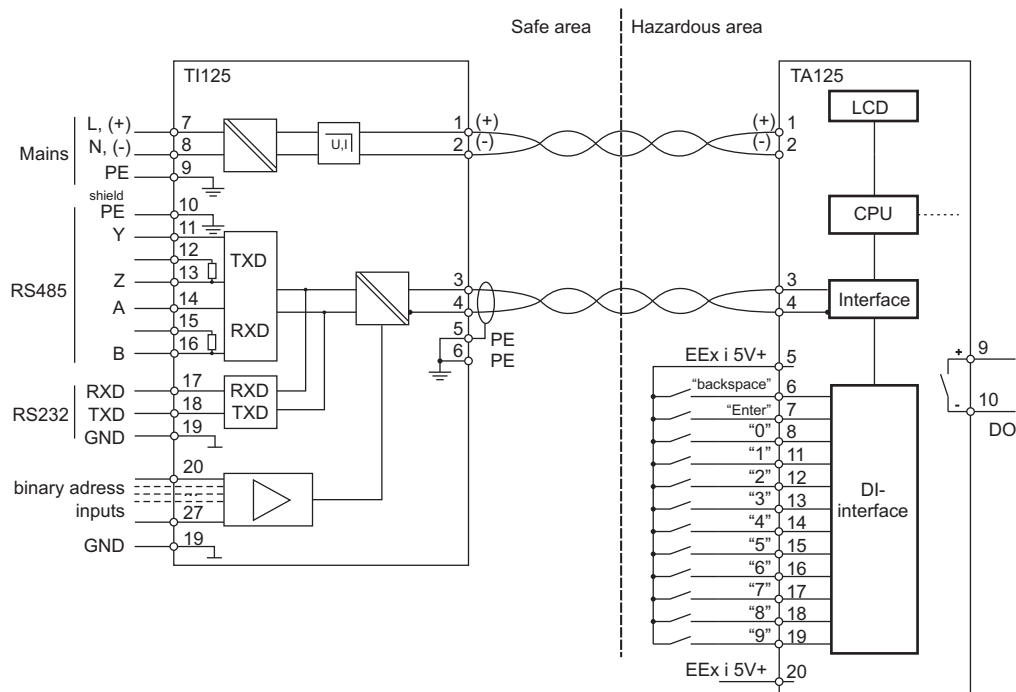 Safe area
Hazardous area
TI125
TA125
Mains
L, (+)
7
N, (-)
8
PE
9
U,I
1
(+)
2
(-)
(+)
1
(-)
2
LCD
CPU
shield
PE
10
Y
11
12
Z
13
A
14
15
B
16
RS485
TXD
RXD
3
4
5
PE
6
PE
3
4
Interface
RS232
RXD
17
TXD
18
GND
19
RXD
TXD
binary adress
inputs
20
...
27
GND
19
EEx i 5V+
5
"backspace"
6
"Enter"
7
"0"
8
"1"
11
"2"
12
"3"
13
"4"
14
"5"
15
"6"
16
"7"
17
"8"
18
"9"
19
EEx i 5V+
20
DI-
interface
+
9
-
10
DO